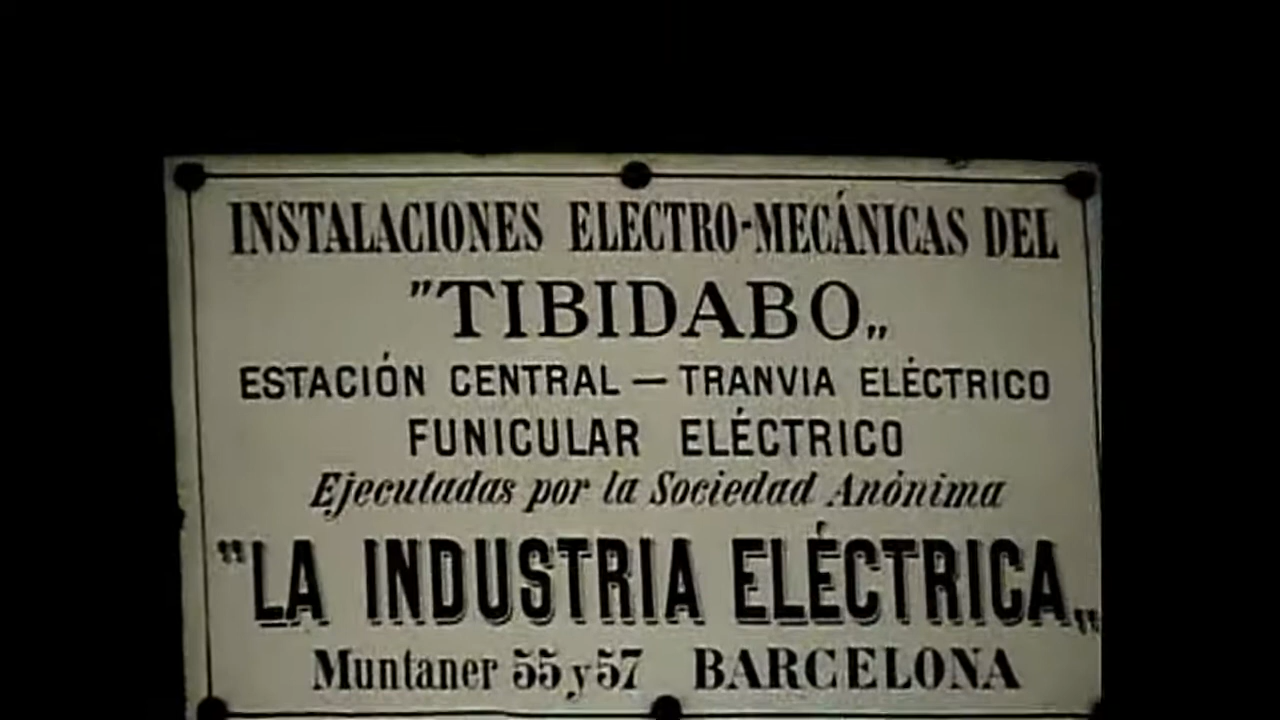 INSTALACIONES ELECTRO-MECÁNICAS DEL
"TIBIDABO„
ESTACIÓN CENTRAL — TRANVIA ELÉCTRICO
FUNICULAR ELÉCTRICO
Ejecutadas por la Sociedad Anónima
"LA INDUSTRIA ELÉCTRICA„
Muntaner 55 y 57 BARCELONA